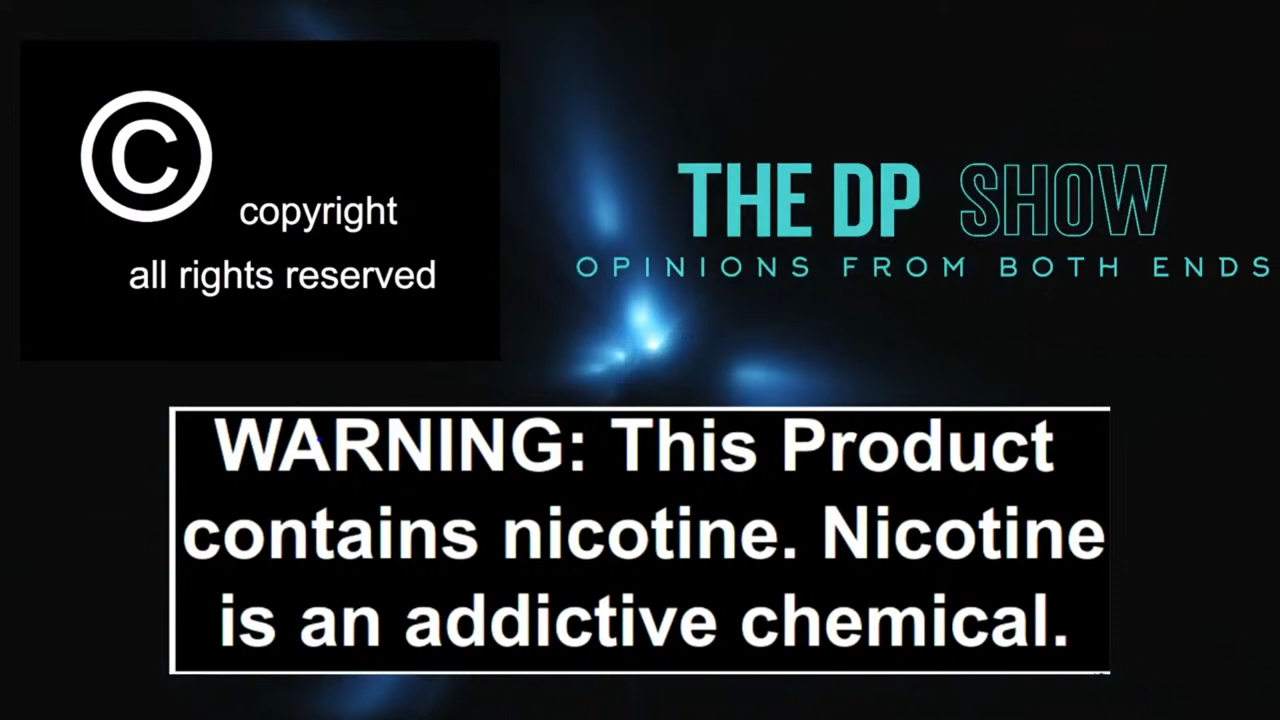 ©
copyright
all rights reserved
THE DP SHOW
OPINIONS FROM BOTH ENDS
WARNING: This Product
contains nicotine. Nicotine
is an addictive chemical.